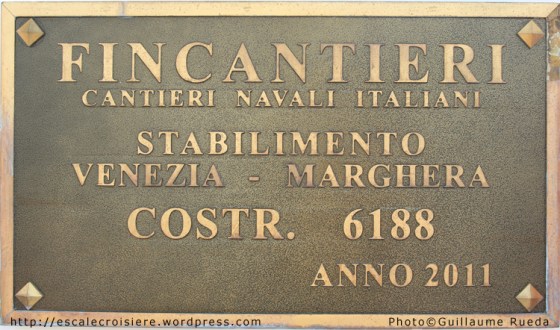 FINCANTIERI
CANTIERI NAVALI ITALIANI
STABILIMENTO
VENEZIA - MARGHERA
COSTR. 6188
ANNO 2011
http://escalecroisiere.wordpress.com Photo©Guillaume Rueda